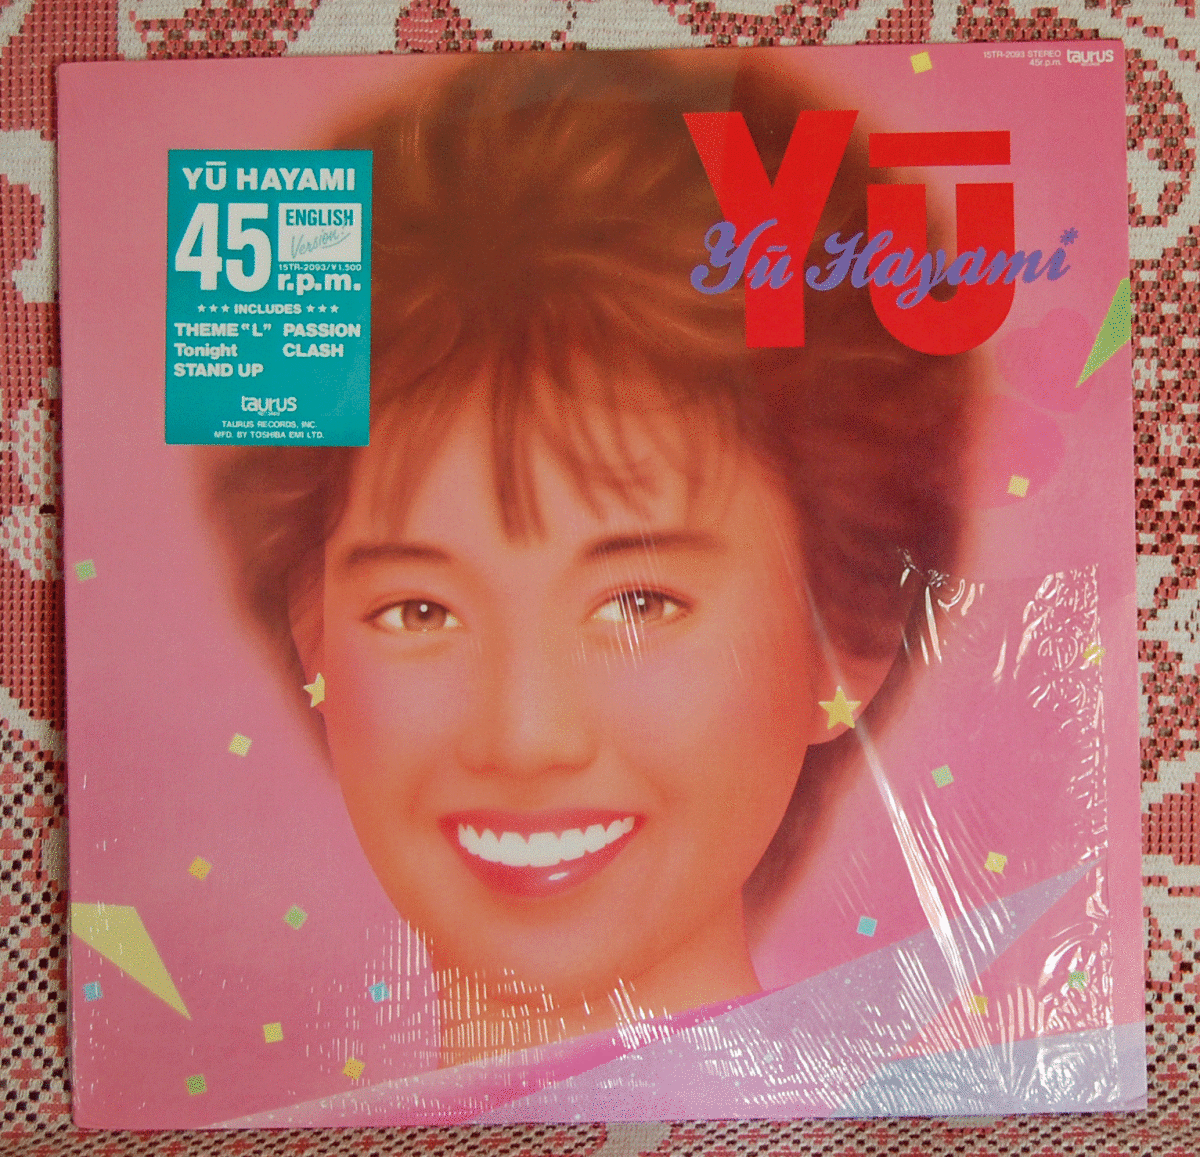 15TR-2093 STEREO
45r.p.m.
taurus
YŪ
Yū Hayami*
YŪ HAYAMI
45 r.p.m.
ENGLISH
Version!
15TR-2093/¥1,500
★★★ INCLUDES ★★★
THEME "L" PASSION
Tonight CLASH
STAND UP
taurus
TAURUS RECORDS, INC.
MFD. BY TOSHIBA EMI LTD.